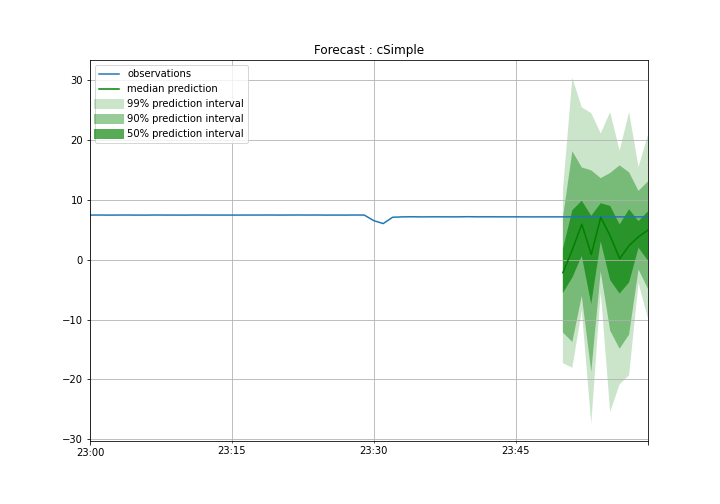 Forecast : cSimple
observations
median prediction
99% prediction interval
90% prediction interval
50% prediction interval
30
20
10
0
−10
−20
−30
23:00
23:15
23:30
23:45